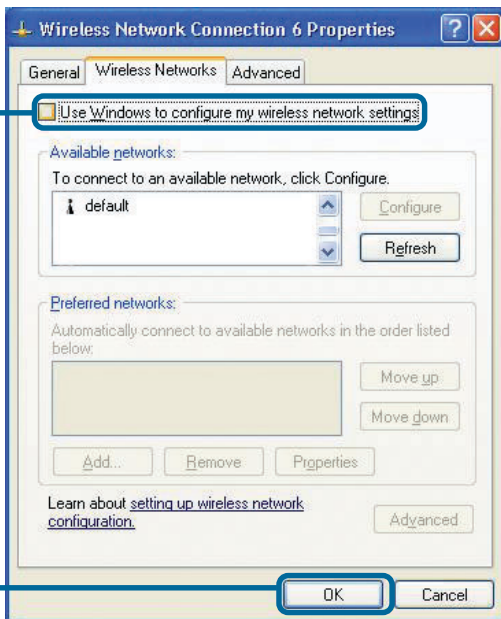 Wireless Network Connection 6 Properties
General Wireless Networks Advanced
Use Windows to configure my wireless network settings
Available networks:
To connect to an available network, click Configure.
default
Configure
Refresh
Preferred networks:
Automatically connect to available networks in the order listed
below:
Move up
Move down
Add... Remove Properties
Learn about setting up wireless network
configuration.
Advanced
OK Cancel